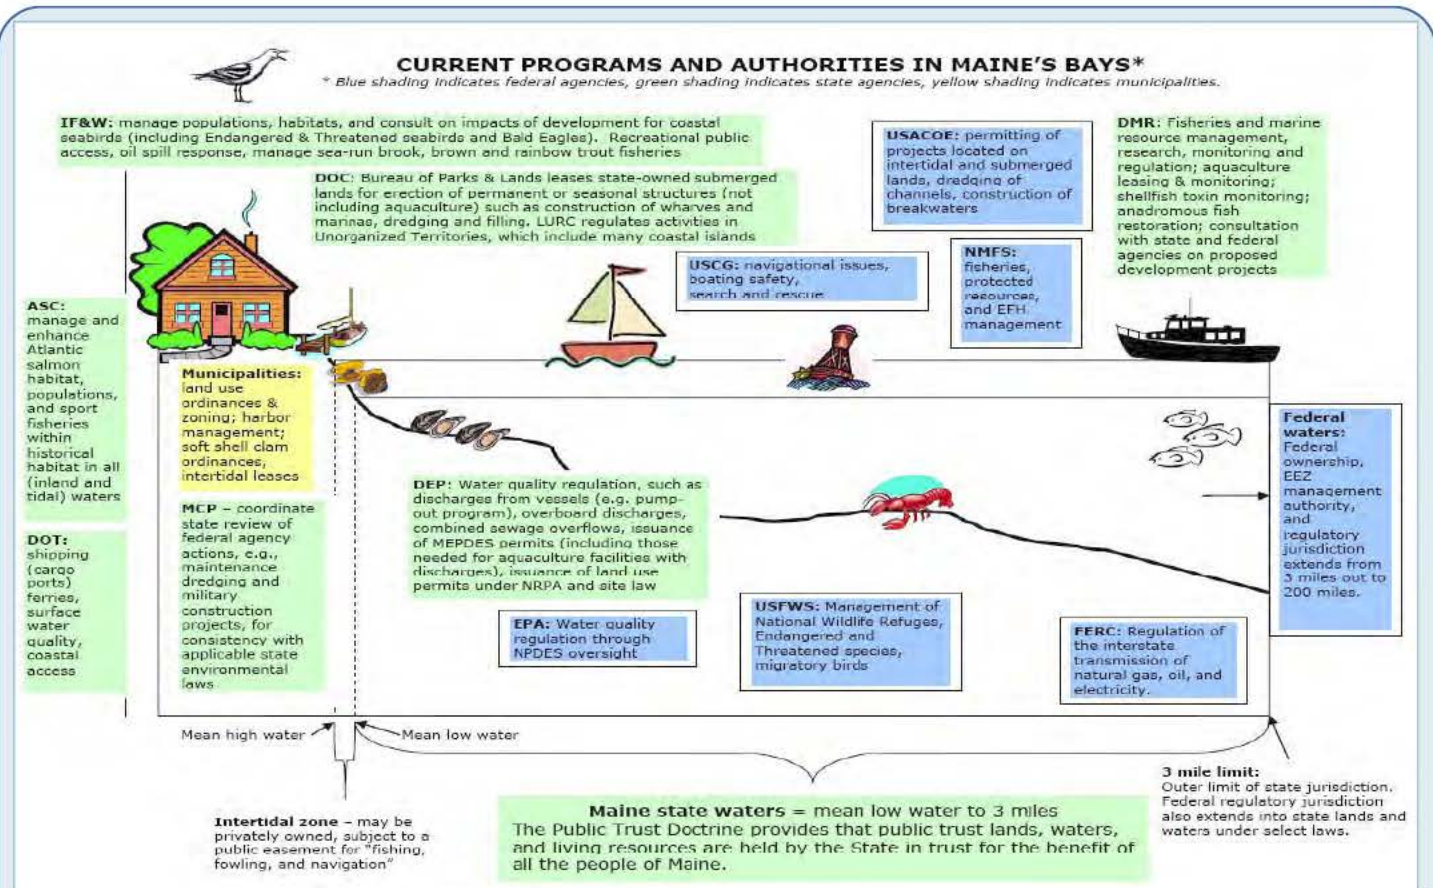 CURRENT PROGRAMS AND AUTHORITIES IN MAINE'S BAYS*
* Blue shading indicates federal agencies, green shading indicates state agencies, yellow shading indicates municipalities.
IF&W: manage populations, habitats, and consult on impacts of development for coastal
seabirds (including Endangered & Threatened seabirds and Bald Eagles). Recreational public
access, oil spill response, manage sea-run brook, brown and rainbow trout fisheries
DOC: Bureau of Parks & Lands leases state-owned submerged
lands for erection of permanent or seasonal structures (not
including aquaculture) such as construction of wharves and
marinas, dredging and filling. LURC regulates activities in
Unorganized Territories, which include many coastal islands
USACOE: permitting of
projects located on
intertidal and submerged
lands, dredging of
channels, construction of
breakwaters
DMR: Fisheries and marine
resource management,
research, monitoring and
regulation; aquaculture
leasing & monitoring;
shellfish toxin monitoring;
anadromous fish
restoration; consultation
with state and federal
agencies on proposed
development projects
USCG: navigational issues,
boating safety,
search and rescue
NMFS:
fisheries,
protected
resources,
and EFH
management
ASC:
manage and
enhance
Atlantic
salmon
habitat,
populations,
and sport
fisheries
within
historical
habitat in all
(inland and
tidal) waters
Municipalities:
land use
ordinances &
zoning; harbor
management;
soft shell clam
ordinances,
intertidal leases
Federal
waters:
Federal
ownership,
EEZ
management
authority,
and
regulatory
jurisdiction
extends from
3 miles out to
200 miles.
DEP: Water quality regulation, such as
discharges from vessels (e.g. pump-
out program), overboard discharges,
combined sewage overflows, issuance
of MEPDES permits (including those
needed for aquaculture facilities with
discharges), issuance of land use
permits under NRPA and site law
MCP – coordinate
state review of
federal agency
actions, e.g.,
maintenance
dredging and
military
construction
projects, for
consistency with
applicable state
environmental
laws
DOT:
shipping
(cargo
ports)
ferries,
surface
water
quality,
coastal
access
EPA: Water quality
regulation through
NPDES oversight
USFWS: Management of
National Wildlife Refuges,
Endangered and
Threatened species,
migratory birds
FERC: Regulation of
the interstate
transmission of
natural gas, oil, and
electricity.
Mean high water
Mean low water
Intertidal zone – may be
privately owned, subject to a
public easement for "fishing,
fowling, and navigation"
Maine state waters = mean low water to 3 miles
The Public Trust Doctrine provides that public trust lands, waters,
and living resources are held by the State in trust for the benefit of
all the people of Maine.
3 mile limit:
Outer limit of state jurisdiction.
Federal regulatory jurisdiction
also extends into state lands and
waters under select laws.